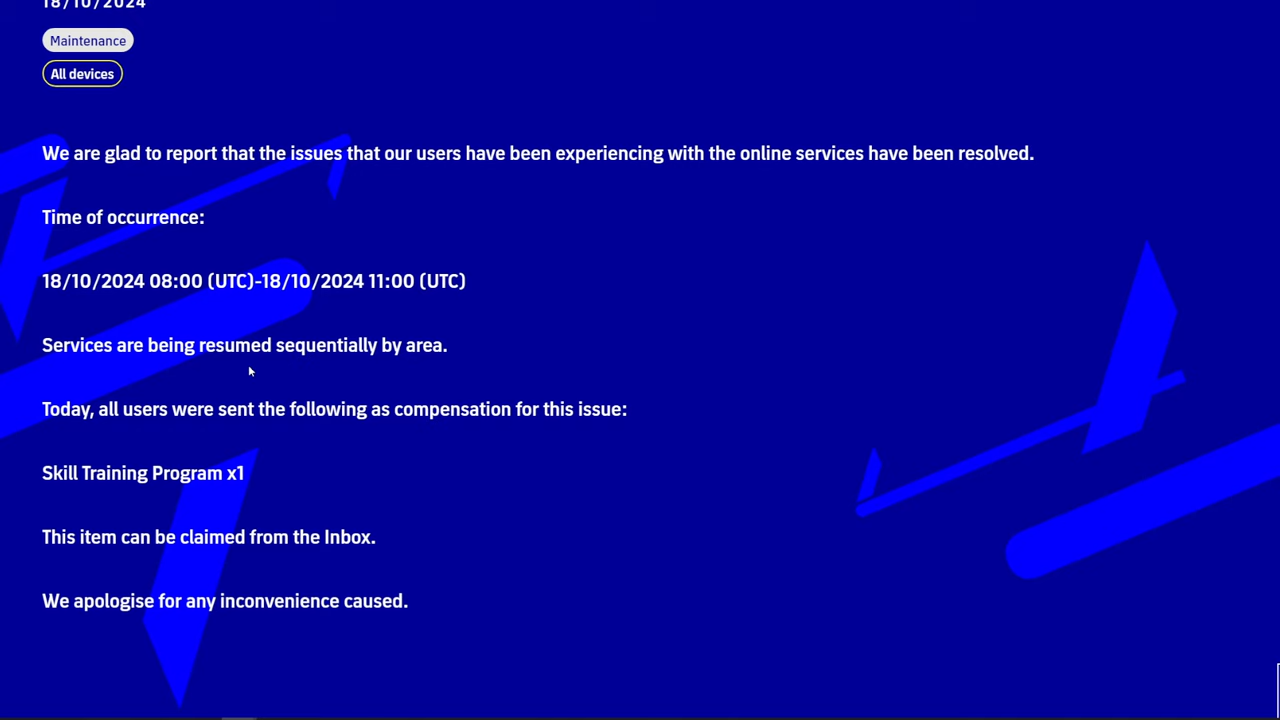 18/10/2024
Maintenance
All devices
We are glad to report that the issues that our users have been experiencing with the online services have been resolved.
Time of occurrence:
18/10/2024 08:00 (UTC)-18/10/2024 11:00 (UTC)
Services are being resumed sequentially by area.
Today, all users were sent the following as compensation for this issue:
Skill Training Program x1
This item can be claimed from the Inbox.
We apologise for any inconvenience caused.